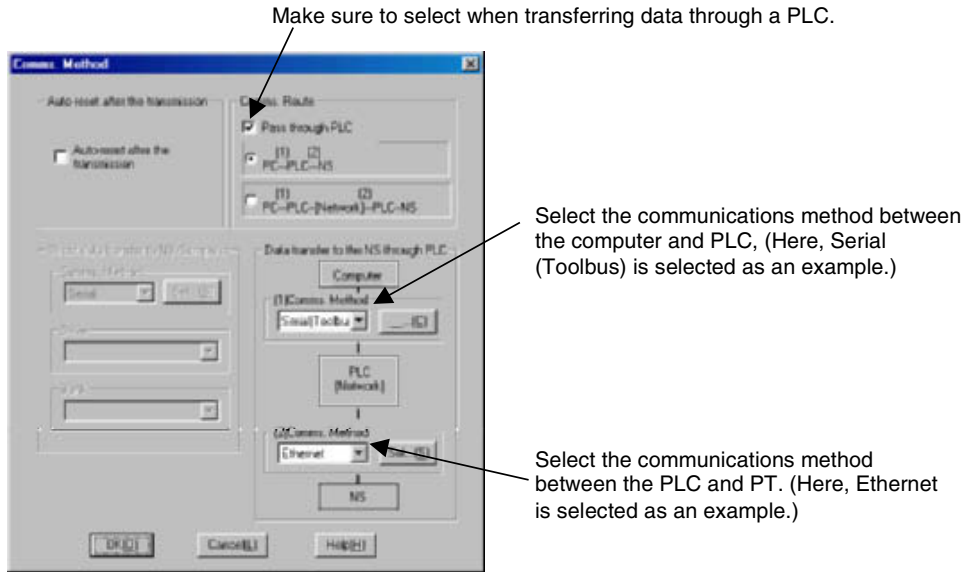 Make sure to select when transferring data through a PLC.
Comms. Method
Auto-reset after the transmission
Auto-reset after the
transmission
Comms. Route
Pass through PLC
(1) (2)
PC--PLC--NS
(1) (2)
PC--PLC-[Network]--PLC-NS
Select the communications method between
the computer and PLC, (Here, Serial
(Toolbus) is selected as an example.)
Comms. Method
Serial
Data transfer to the NS through PLC
Computer
(1)Comms. Method
Serial(Toolbu
PLC
[Network]
(2)Comms. Method
Ethernet
NS
Select the communications method
between the PLC and PT. (Here, Ethernet
is selected as an example.)
OK(O)
Cancel(L)
Help(H)